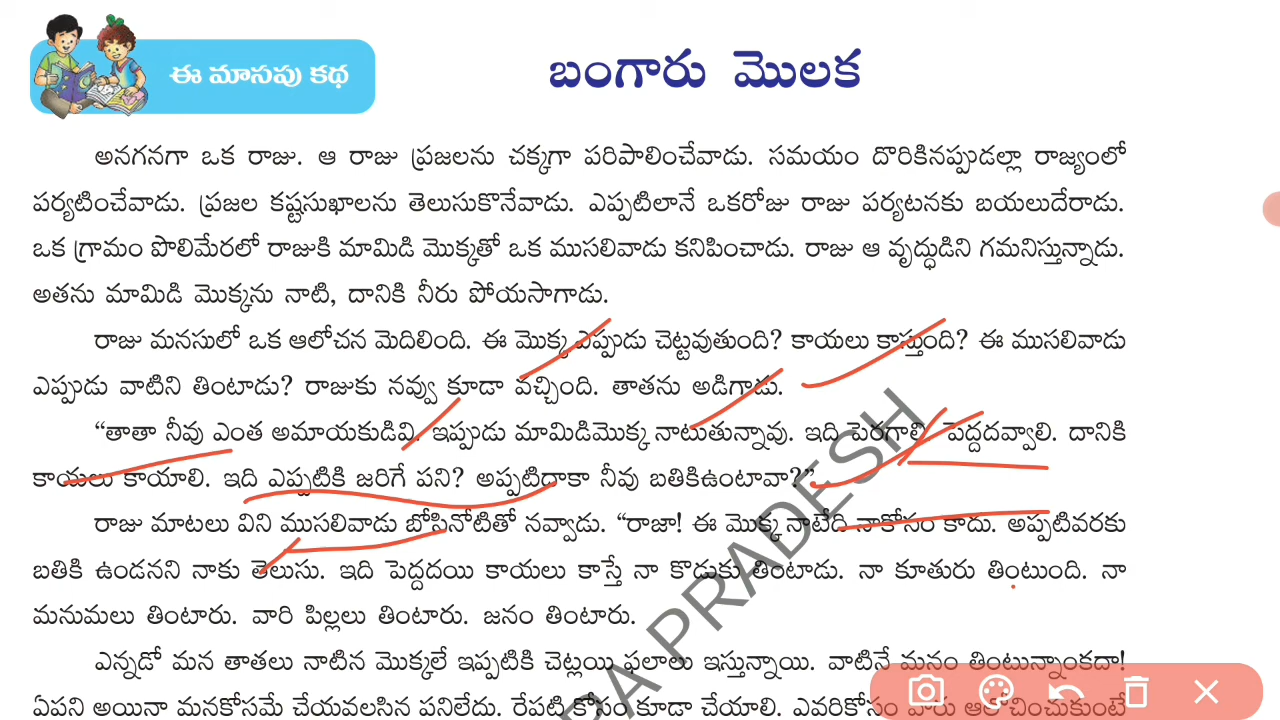 ఈ మాసపు కథ
బంగారు మొలక
అనగనగా ఒక రాజు. ఆ రాజు ప్రజలను చక్కగా పరిపాలించేవాడు. సమయం దొరికినప్పుడల్లా రాజ్యంలో
పర్యటించేవాడు. ప్రజల కష్టసుఖాలను తెలుసుకొనేవాడు. ఎప్పటిలానే ఒకరోజు రాజు పర్యటనకు బయలుదేరాడు.
ఒక గ్రామం పొలిమేరలో రాజుకి మామిడి మొక్కతో ఒక ముసలివాడు కనిపించాడు. రాజు ఆ వృద్ధుడిని గమనిస్తున్నాడు.
అతను మామిడి మొక్కను నాటి, దానికి నీరు పోయసాగాడు.
రాజు మనసులో ఒక ఆలోచన మెదిలింది. ఈ మొక్క ఎప్పుడు చెట్టవుతుంది? కాయలు కాస్తుంది? ఈ ముసలివాడు
ఎప్పుడు వాటిని తింటాడు? రాజుకు నవ్వు కూడా వచ్చింది. తాతను అడిగాడు.
“తాతా నీవు ఎంత అమాయకుడివి. ఇప్పుడు మామిడిమొక్క నాటుతున్నావు. ఇది పెరగాలి. పెద్దదవ్వాలి. దానికి
కాయలు కాయాలి. ఇది ఎప్పటికి జరిగే పని? అప్పటిదాకా నీవు బతికిఉంటావా?”
రాజు మాటలు విని ముసలివాడు బోసినోటితో నవ్వాడు. “రాజా! ఈ మొక్క నాటేది నాకోసం కాదు. అప్పటివరకు
బతికి ఉండనని నాకు తెలుసు. ఇది పెద్దదయి కాయలు కాస్తే నా కొడుకు తింటాడు. నా కూతురు తింటుంది. నా
మనుమలు తింటారు. వారి పిల్లలు తింటారు. జనం తింటారు.
ఎన్నడో మన తాతలు నాటిన మొక్కలే ఇప్పటికి చెట్లయి ఫలాలు ఇస్తున్నాయి. వాటినే మనం తింటున్నాంకదా!
ఏపని అయినా మనకోసమే చేయవలసిన పనిలేదు. రేపటి కోసం కూడా చేయాలి. ఎవరికోసం వారు ఆలోచించుకుంటే
PA PRADESH